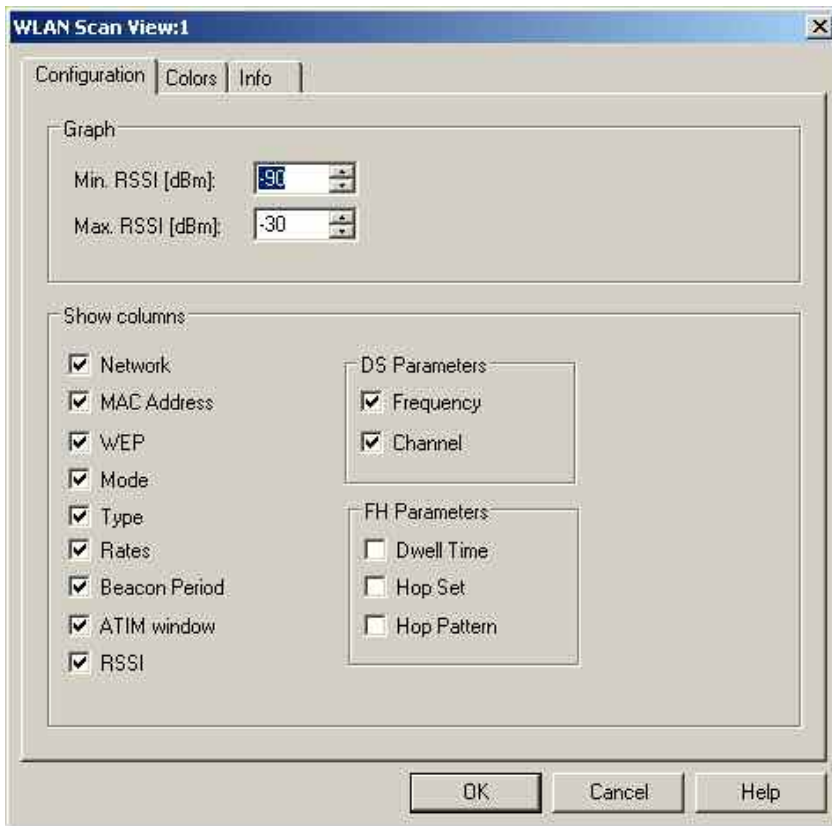 WLAN Scan View:1
Configuration Colors Info
Graph
Min. RSSI [dBm]: -90
Max. RSSI [dBm]: -30
Show columns
Network
MAC Address
WEP
Mode
Type
Rates
Beacon Period
ATIM window
RSSI
DS Parameters
Frequency
Channel
FH Parameters
Dwell Time
Hop Set
Hop Pattern
OK Cancel Help